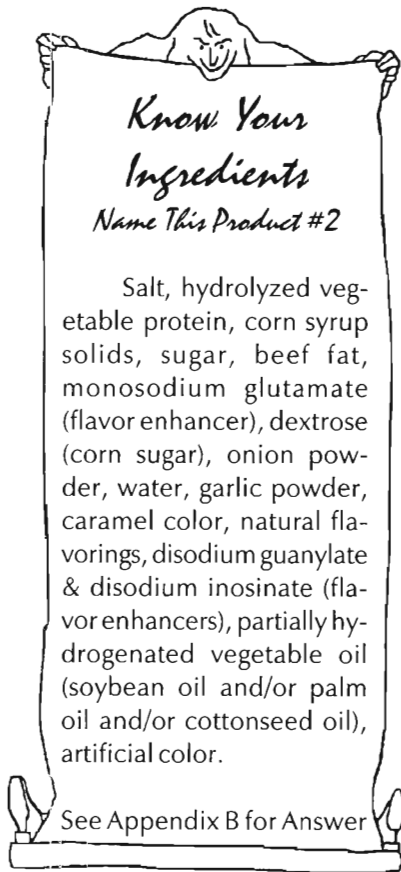 Know Your
Ingredients
Name This Product #2
Salt, hydrolyzed veg-
etable protein, corn syrup
solids, sugar, beef fat,
monosodium glutamate
(flavor enhancer), dextrose
(corn sugar), onion pow-
der, water, garlic powder,
caramel color, natural fla-
vorings, disodium guanylate
& disodium inosinate (fla-
vor enhancers), partially hy-
drogenated vegetable oil
(soybean oil and/or palm
oil and/or cottonseed oil),
artificial color.
See Appendix B for Answer